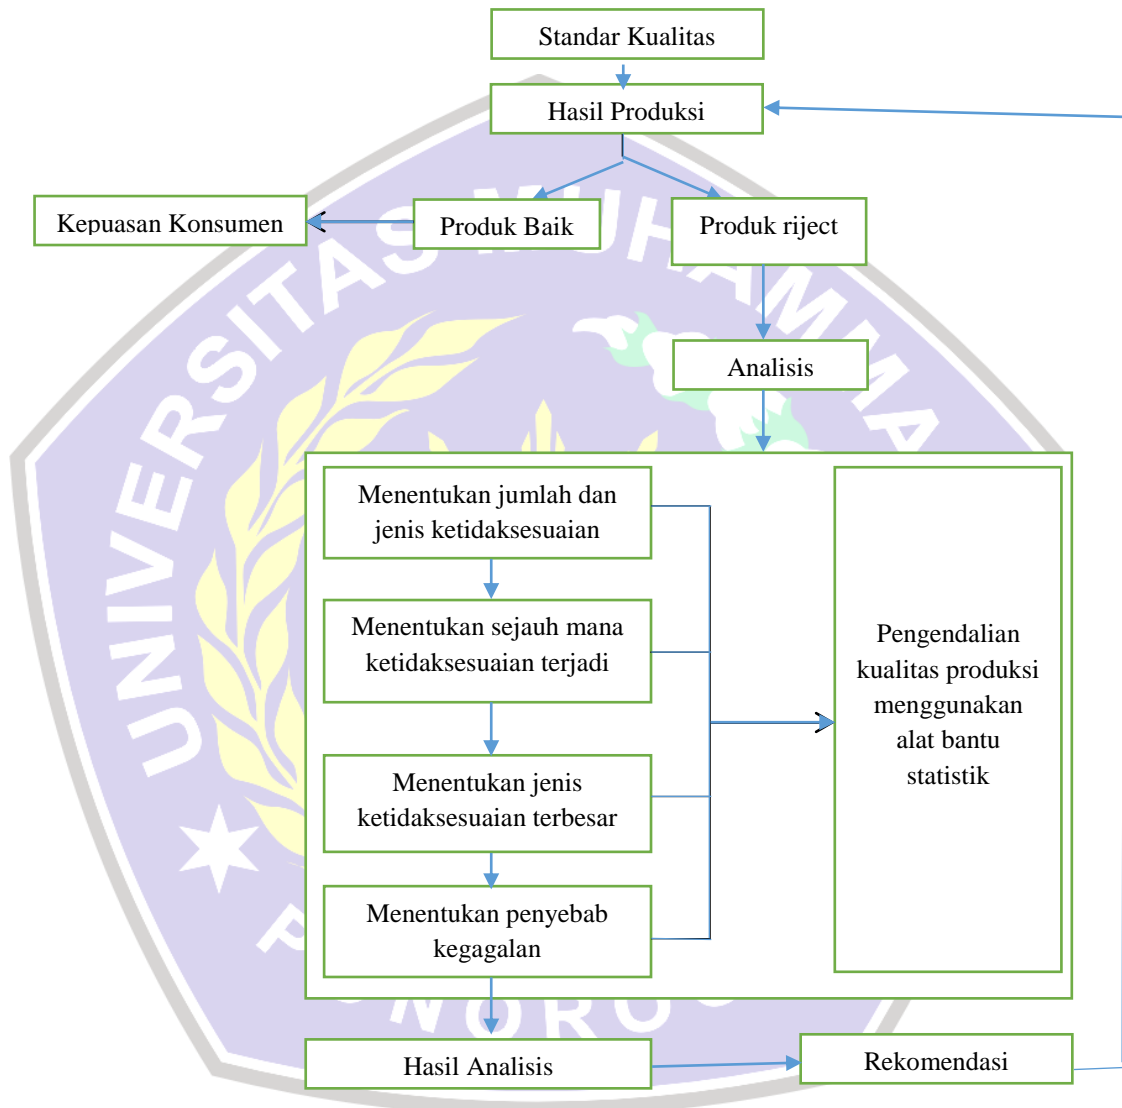 Standar Kualitas
Hasil Produksi
Kepuasan Konsumen
Produk Baik
Produk riject
Analisis
Menentukan jumlah dan
jenis ketidaksesuaian
Menentukan sejauh mana
ketidaksesuaian terjadi
Menentukan jenis
ketidaksesuaian terbesar
Menentukan penyebab
kegagalan
Pengendalian
kualitas produksi
menggunakan
alat bantu
statistik
Hasil Analisis
Rekomendasi
UNIVERSITAS MUHAMMA